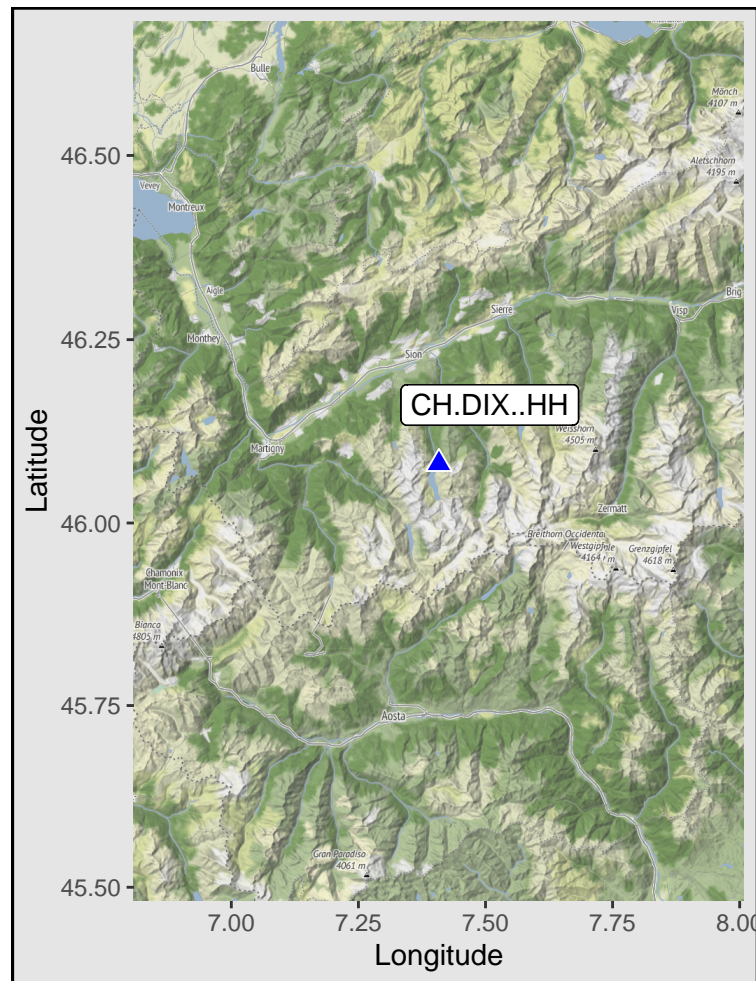 Bulle
Mönch
4107 m
46.50
Aletschhorn
4195 m
Vevey
Montreux
Aigle
Sierre
Visp
Brig
46.25
Monthey
Sion
CH.DIX..HH
Weisshorn
4505 m
Martigny
Latitude
46.00
Zermatt
Breithorn Occidental
Westgipfele
4164
Grenzgipfel
4618 m
Chamonix
Mont-Blanc
Bianco
4805 m
45.75
Aosta
Gran Paradiso
4061 m
45.50
7.00 7.25 7.50 7.75 8.00
Longitude